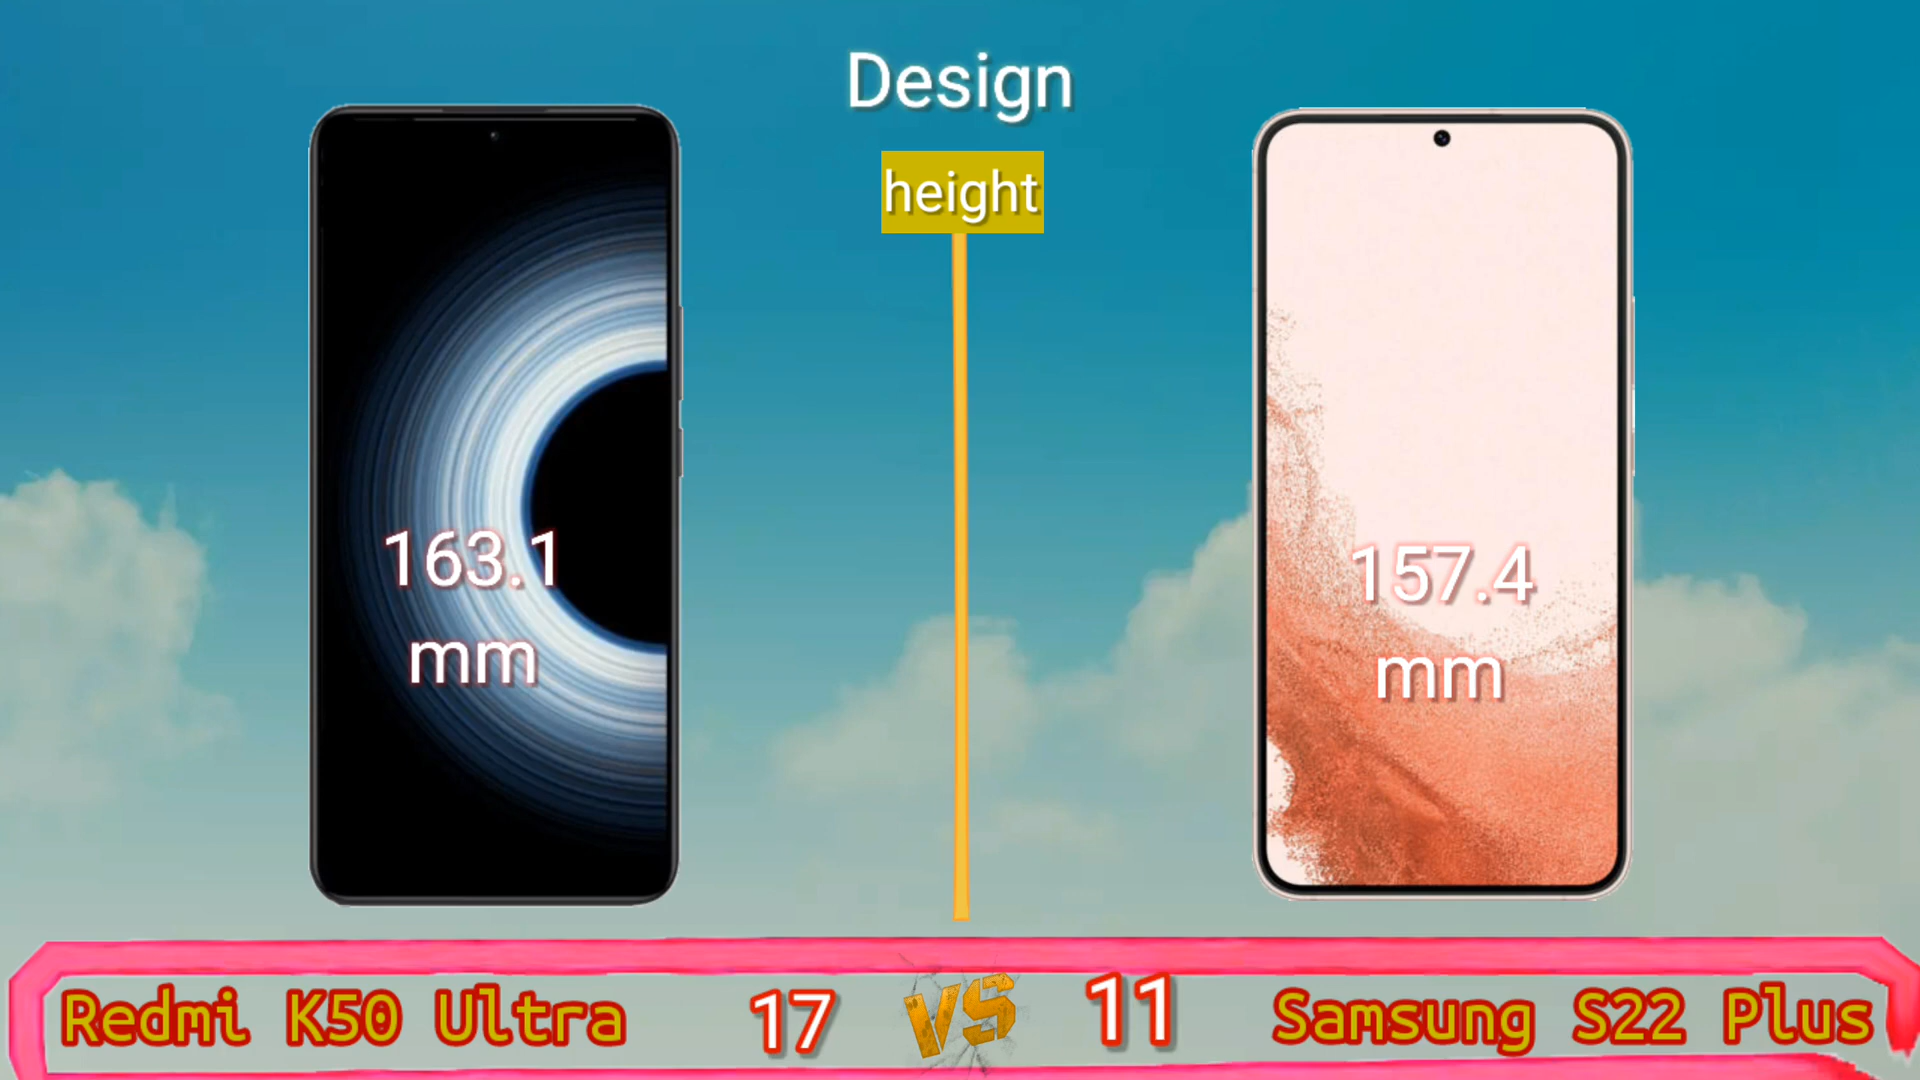 Design
height
163.1
mm
157.4
mm
Redmi K50 Ultra 17 VS 11 Samsung S22 Plus